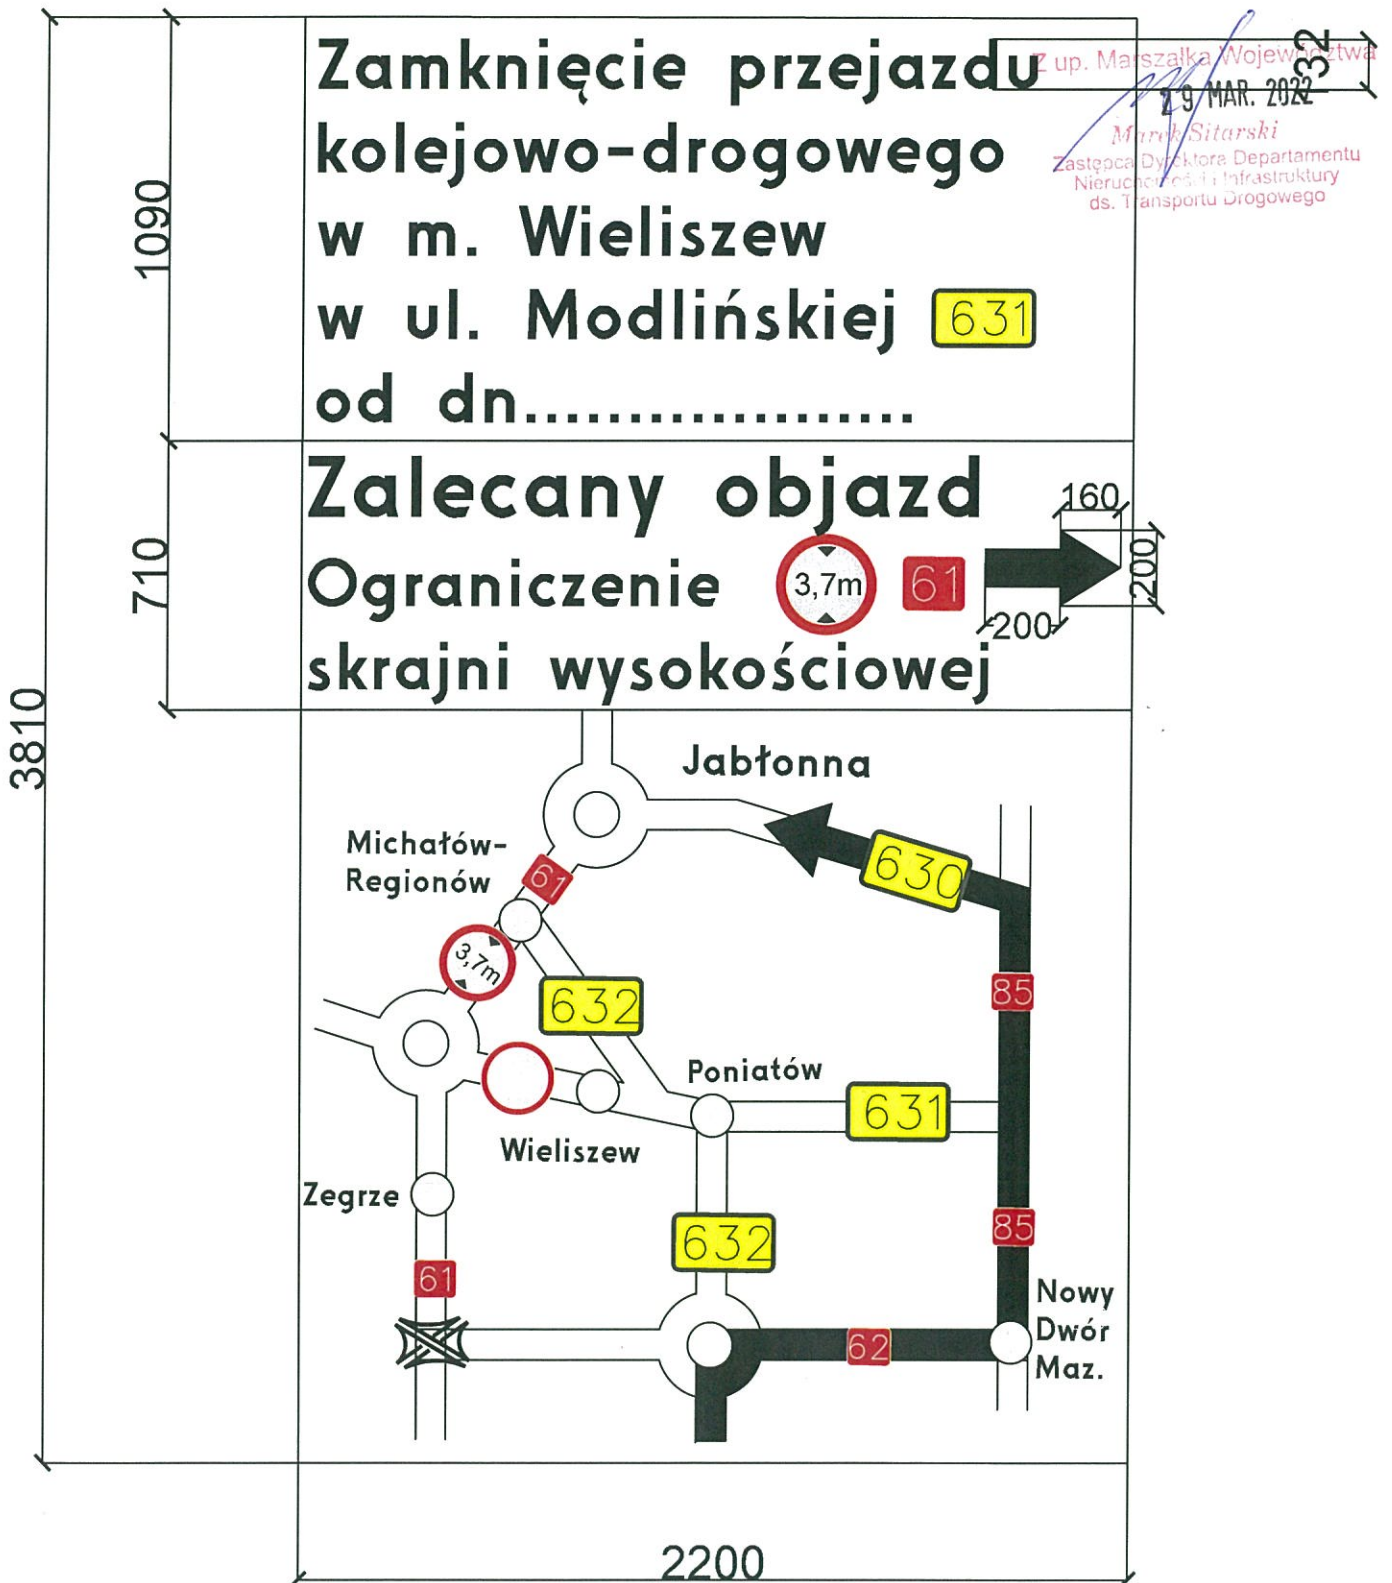 Zamknięcie przejazdu
kolejowo-drogowego
w m. Wieliszew
w ul. Modlińskiej 631
od dn...................
Z up. Marszałka Województwa
132
29 MAR. 2022
Marek Sitarski
Zastępca Dyrektora Departamentu
Nieruchomości i Infrastruktury
ds. Transportu Drogowego
1090
Zalecany objazd
Ograniczenie 3,7m 61
skrajni wysokościowej
160
200
200
710
3810
Jabłonna
Michałów-
Regionów
61
630
3,7m
632
85
Poniatów
631
Wieliszew
Zegrze
632
85
61
62
Nowy
Dwór
Maz.
2200